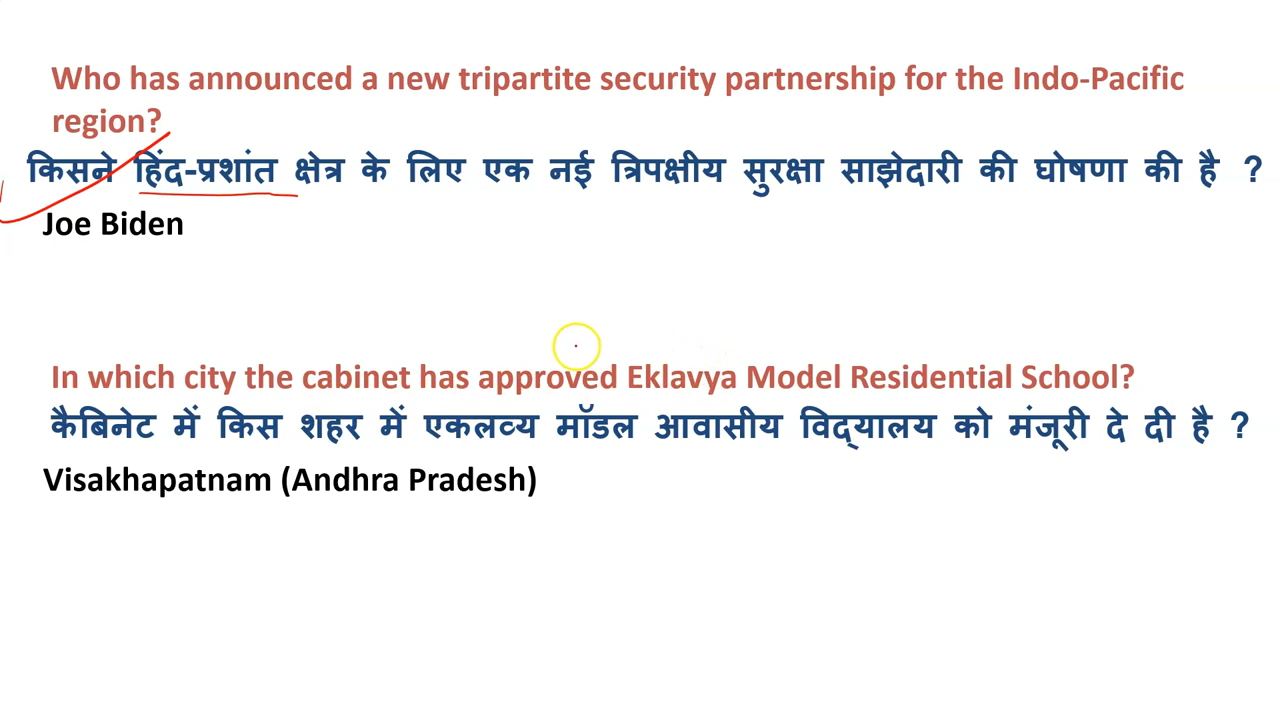 Who has announced a new tripartite security partnership for the Indo-Pacific
region?
किसने हिंद-प्रशांत क्षेत्र के लिए एक नई त्रिपक्षीय सुरक्षा साझेदारी की घोषणा की है ?
Joe Biden
In which city the cabinet has approved Eklavya Model Residential School?
कैबिनेट में किस शहर में एकलव्य मॉडल आवासीय विद्यालय को मंजूरी दे दी है ?
Visakhapatnam (Andhra Pradesh)